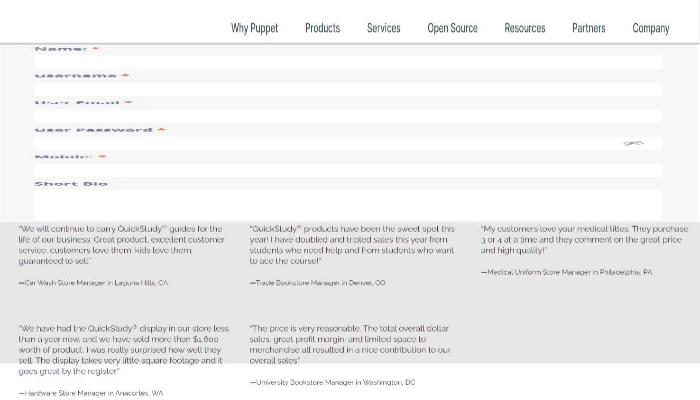 Why Puppet Products Services Open Source Resources Partners Company
Name: *
Username *
User Email *
User Password *
Mobile: *
Short Bio
"We will continue to carry QuickStudy® guides for the
life of our business. Great product, excellent customer
service, customers love them, kids love them;
guaranteed to sell."
—Car Wash Store Manager in Laguna Hills, CA
"QuickStudy® products have been the sweet spot this
year! I have doubled and tripled sales this year from
students who need help and from students who want
to ace the course!"
—Trade Bookstore Manager in Denver, CO
"My customers love your medical titles. They purchase
3 or 4 at a time and they comment on the great price
and high quality!"
—Medical Uniform Store Manager in Philadelphia, PA
"We have had the QuickStudy® display in our store less
than a year now, and we have sold more than $1,600
worth of product. I was really surprised how well they
sell. The display takes very little square footage and it
goes great by the register."
—Hardware Store Manager in Anacortes, WA
"The price is very reasonable. The total overall dollar
sales, great profit margin, and limited space to
merchandise all resulted in a nice contribution to our
overall sales."
—University Bookstore Manager in Washington, DC